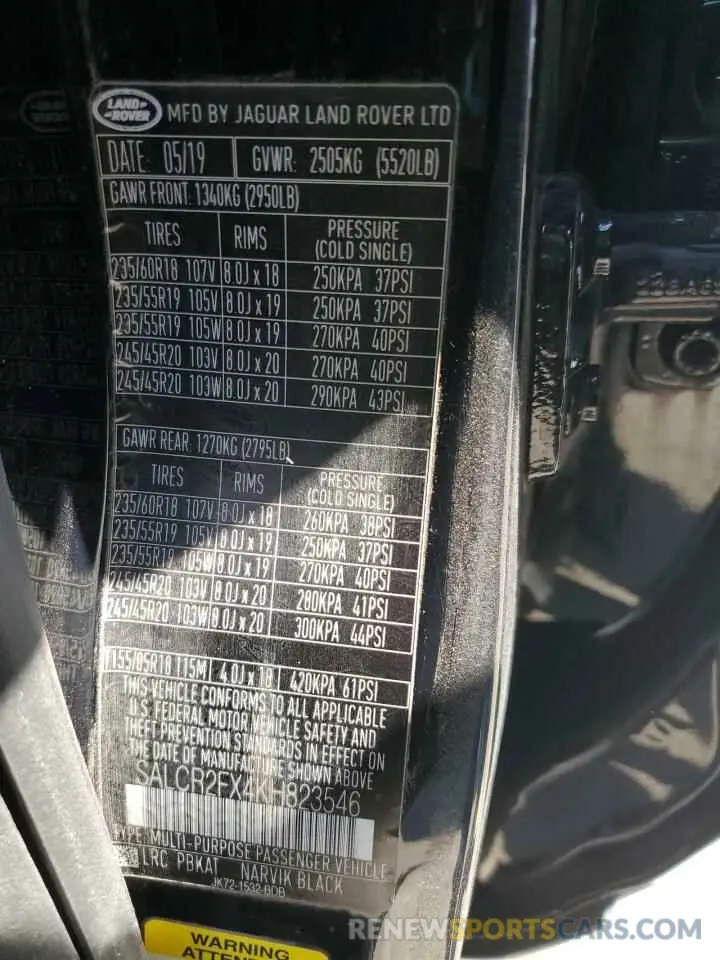 LAND ROVER MFD BY JAGUAR LAND ROVER LTD
DATE: 05/19 GVWR: 2505KG (5520LB)
GAWR FRONT: 1340KG (2950LB)
TIRES RIMS PRESSURE (COLD SINGLE)
235/60R18 107V 8.0J x 18 250KPA 37PSI
235/55R19 105V 8.0J x 19 250KPA 37PSI
235/55R19 105W 8.0J x 19 270KPA 40PSI
245/45R20 103V 8.0J x 20 270KPA 40PSI
245/45R20 103W 8.0J x 20 290KPA 43PSI
GAWR REAR: 1270KG (2795LB)
TIRES RIMS PRESSURE (COLD SINGLE)
235/60R18 107V 8.0J x 18 260KPA 38PSI
235/55R19 105V 8.0J x 19 250KPA 37PSI
235/55R19 105W 8.0J x 19 270KPA 40PSI
245/45R20 103V 8.0J x 20 280KPA 41PSI
245/45R20 103W 8.0J x 20 300KPA 44PSI
T155/85R18 115M 4.0J x 18 420KPA 61PSI
THIS VEHICLE CONFORMS TO ALL APPLICABLE
U.S. FEDERAL MOTOR VEHICLE SAFETY AND
THEFT PREVENTION STANDARDS IN EFFECT ON
THE DATE OF MANUFACTURE SHOWN ABOVE.
SALCR2FX4KH823546
TYPE: MULTI-PURPOSE PASSENGER VEHICLE
LRC PBKAT NARVIK BLACK
JK72-1532-BDB
WARNING
RENEWSPORTSCARS.COM